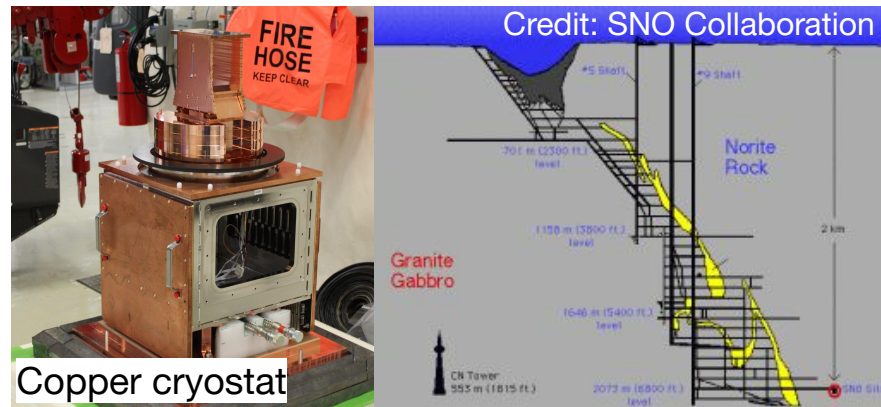 FIRE
HOSE
KEEP CLEAR
Copper cryostat
Credit: SNO Collaboration
#5 Shaft
#9 Shaft
Norite
Rock
701 m (2300 ft.)
level
2 km
1158 m (3800 ft.)
level
Granite
Gabbro
1646 m (5400 ft.)
level
CN Tower
553 m (1815 ft.)
2073 m (6800 ft.)
level
SNO